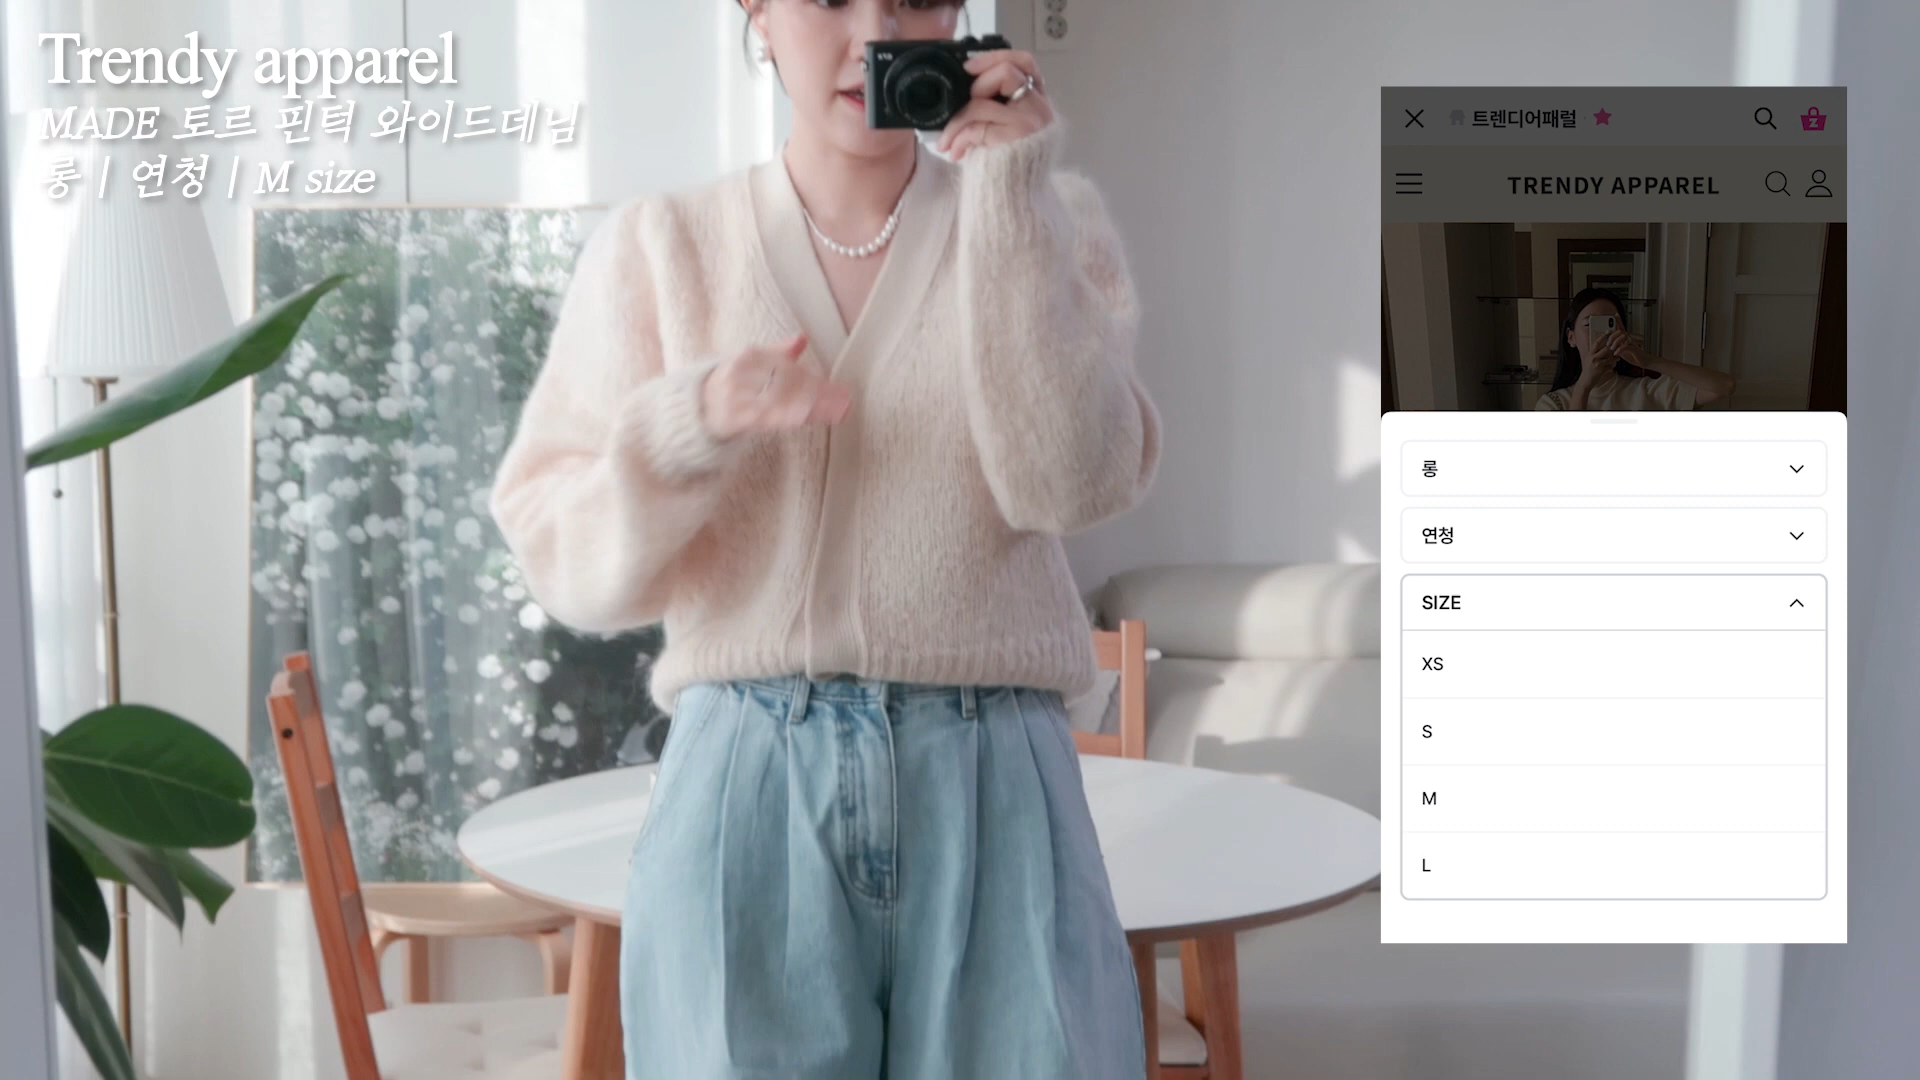 Trendy apparel
MADE 토르 핀턱 와이드데님
롱 | 연청 | M size
트렌디어패럴
TRENDY APPAREL
롱
연청
SIZE
XS
S
M
L